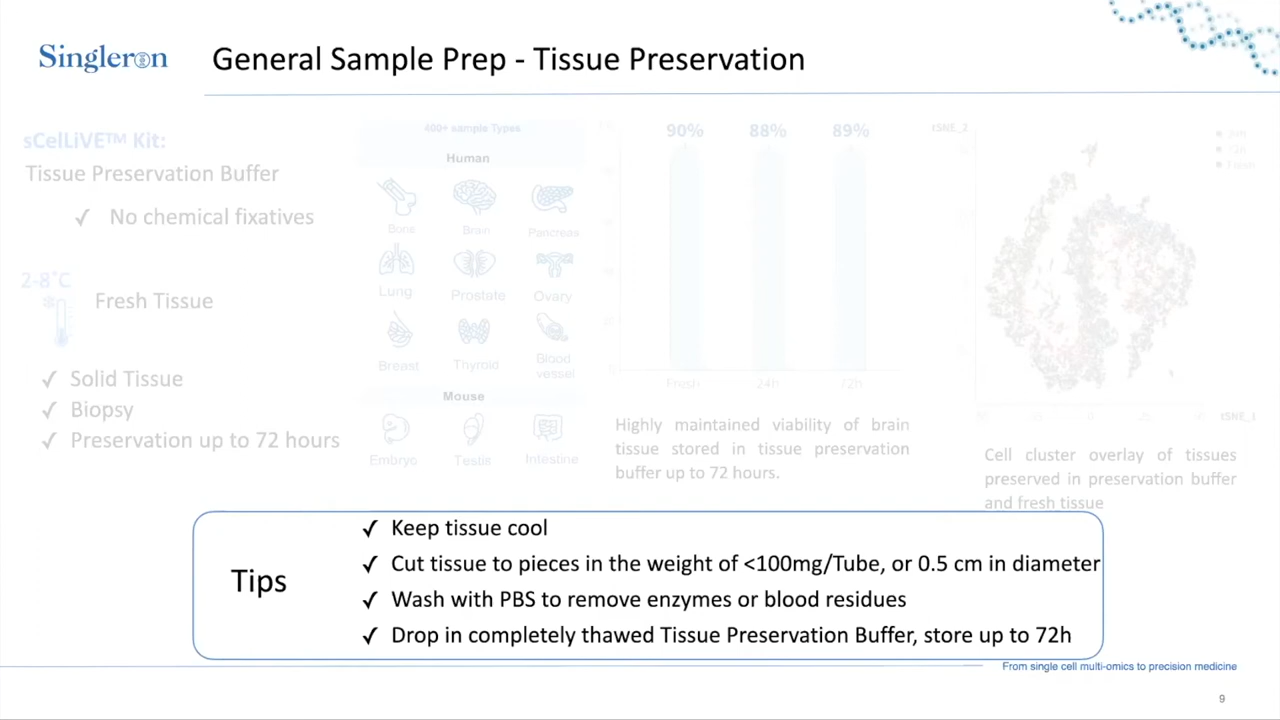 Singleron
General Sample Prep - Tissue Preservation
sCelLiVE™ Kit:
Tissue Preservation Buffer
✓ No chemical fixatives
2-8˚C
Fresh Tissue
✓ Solid Tissue
✓ Biopsy
✓ Preservation up to 72 hours
400+ sample Types
Human
Bone Brain Pancreas
Lung Prostate Ovary
Breast Thyroid Blood
vessel
Mouse
Embryo Testis Intestine
90% 88% 89%
Fresh 24h 72h
Highly maintained viability of brain
tissue stored in tissue preservation
buffer up to 72 hours.
tSNE_2
tSNE_1
Cell cluster overlay of tissues
preserved in preservation buffer
and fresh tissue
Tips
✓ Keep tissue cool
✓ Cut tissue to pieces in the weight of <100mg/Tube, or 0.5 cm in diameter
✓ Wash with PBS to remove enzymes or blood residues
✓ Drop in completely thawed Tissue Preservation Buffer, store up to 72h
From single cell multi-omics to precision medicine
9